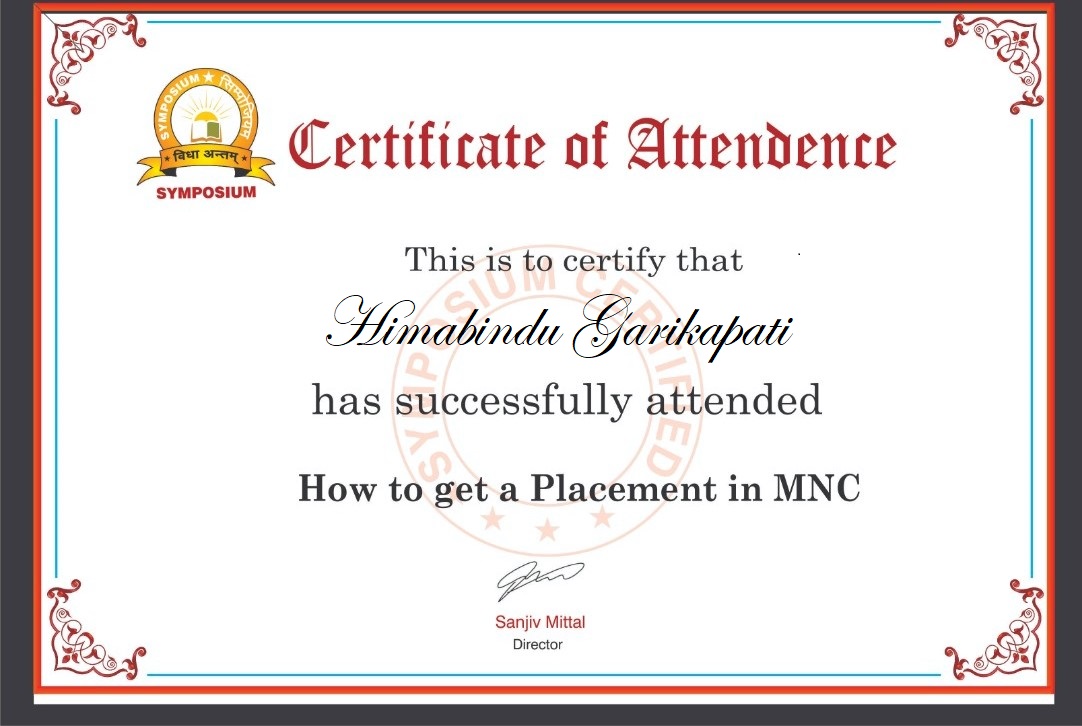 SYMPOSIUM ★ सिम्पोजियम
★ विधा अन्तम् ★
SYMPOSIUM
Certificate of Attendence
This is to certify that
Himabindu Garikapati
has successfully attended
How to get a Placement in MNC
SYMPOSIUM CERTIFIED
Sanjiv Mittal
Director